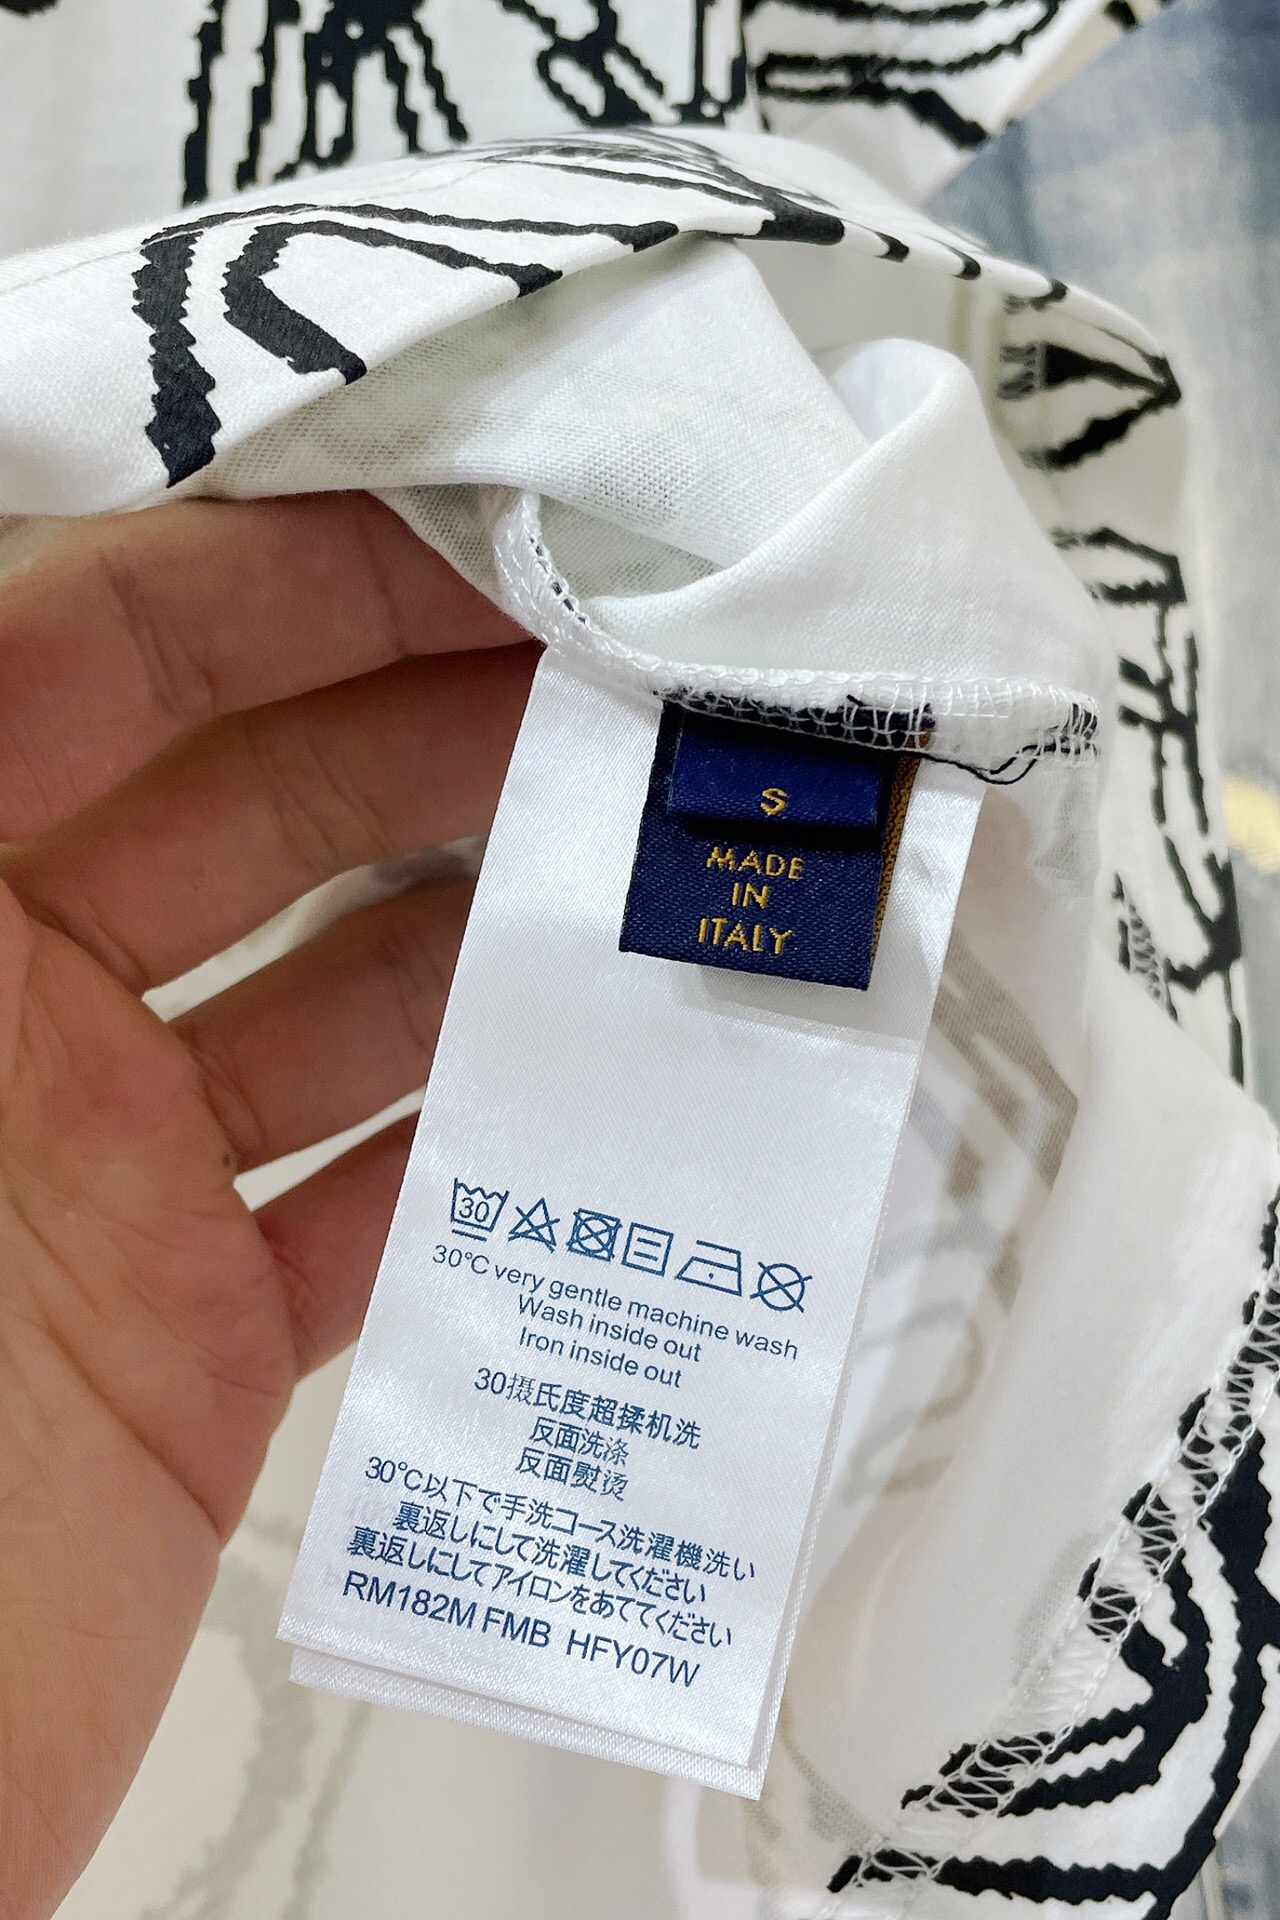 S
MADE
IN
ITALY
30
30°C very gentle machine wash
Wash inside out
Iron inside out
30摄氏度超揉机洗
反面洗涤
反面熨烫
30°C以下で手洗コース洗濯機洗い
裏返しにして洗濯してください
裏返しにしてアイロンをあててください
RM182M FMB HFY07W